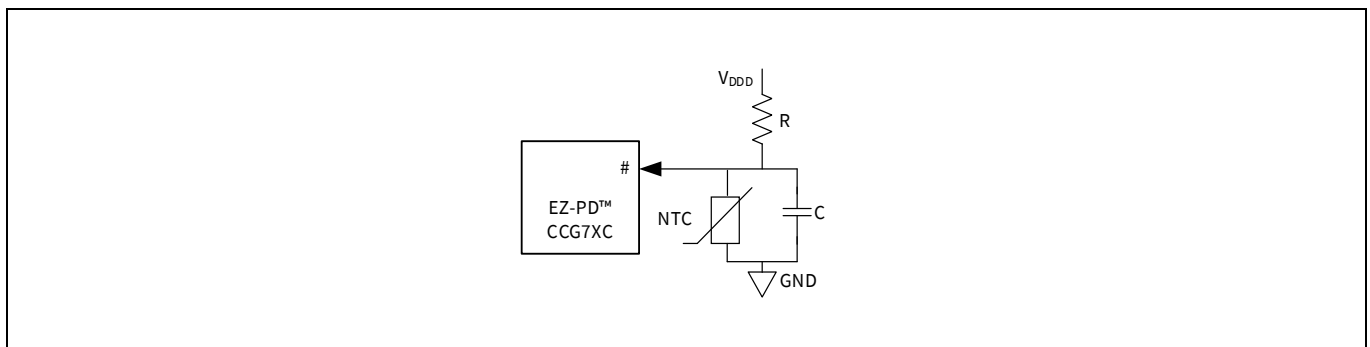 VDDD
R
#
EZ-PD™
CCG7XC
NTC
C
GND